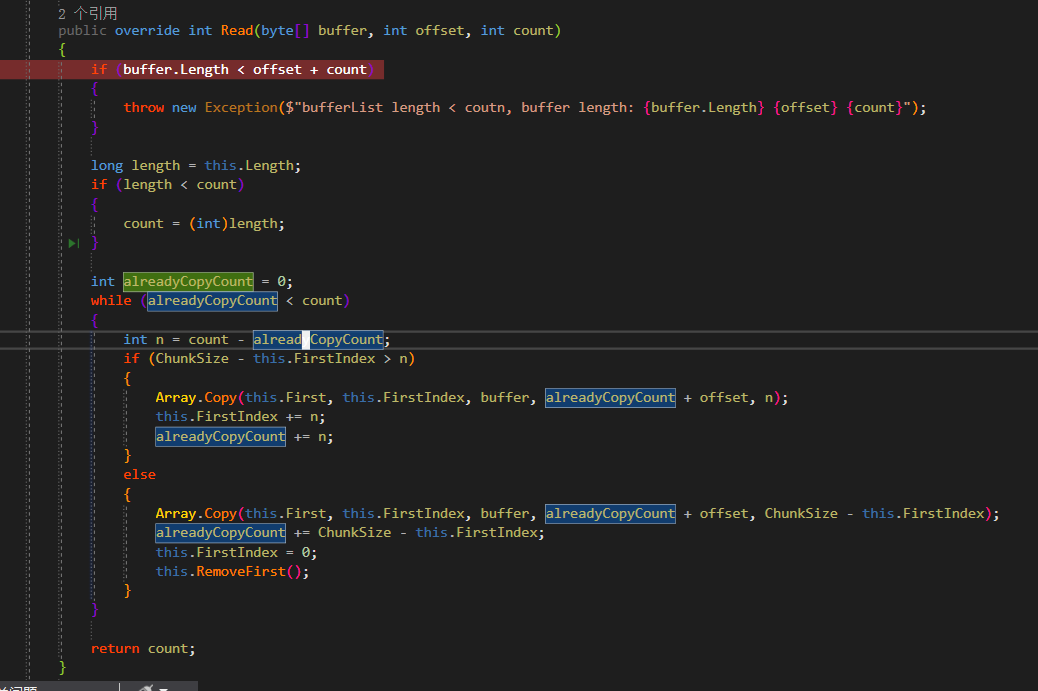 2 个引用
public override int Read(byte[] buffer, int offset, int count)
{
if (buffer.Length < offset + count)
{
throw new Exception($"bufferList length < coutn, buffer length: {buffer.Length} {offset} {count}");
}
long length = this.Length;
if (length < count)
{
count = (int)length;
}
int alreadyCopyCount = 0;
while (alreadyCopyCount < count)
{
int n = count - alreadyCopyCount;
if (ChunkSize - this.FirstIndex > n)
{
Array.Copy(this.First, this.FirstIndex, buffer, alreadyCopyCount + offset, n);
this.FirstIndex += n;
alreadyCopyCount += n;
}
else
{
Array.Copy(this.First, this.FirstIndex, buffer, alreadyCopyCount + offset, ChunkSize - this.FirstIndex);
alreadyCopyCount += ChunkSize - this.FirstIndex;
this.FirstIndex = 0;
this.RemoveFirst();
}
}
return count;
}